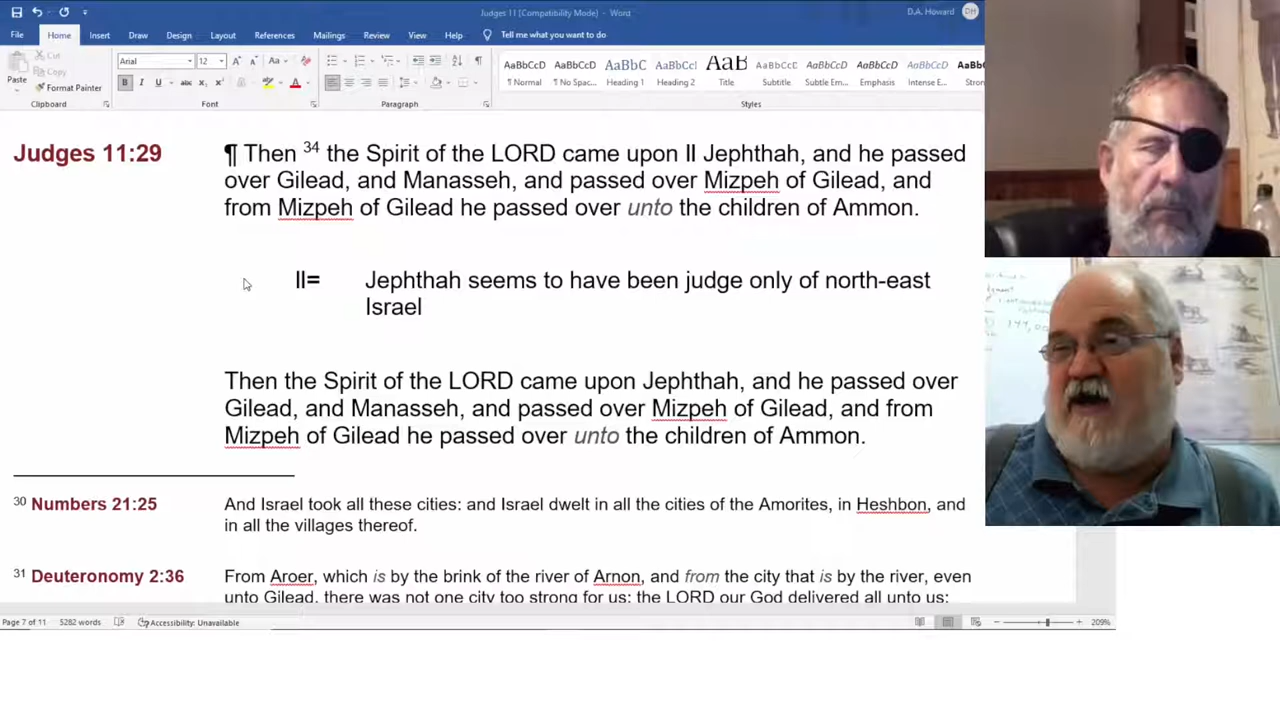 Judges 11 [Compatibility Mode] - Word
D.A. Howard DH
File Home Insert Draw Design Layout References Mailings Review View Help Tell me what you want to do
Paste
Cut
Copy
Format Painter
Clipboard
Arial 12
Font
Paragraph
AaBbCcD AaBbCcD AaBbC AaBbCcD AaB AaBbCcD AaBbCcD AaBbCcD AaBbCcD AaBbCcD
¶ Normal ¶ No Spac... Heading 1 Heading 2 Title Subtitle Subtle Em... Emphasis Intense E... Stron
Styles
Judges 11:29 ¶ Then 34 the Spirit of the LORD came upon ll Jephthah, and he passed
over Gilead, and Manasseh, and passed over Mizpeh of Gilead, and
from Mizpeh of Gilead he passed over unto the children of Ammon.
ll= Jephthah seems to have been judge only of north-east
Israel
Then the Spirit of the LORD came upon Jephthah, and he passed over
Gilead, and Manasseh, and passed over Mizpeh of Gilead, and from
Mizpeh of Gilead he passed over unto the children of Ammon.
30 Numbers 21:25 And Israel took all these cities: and Israel dwelt in all the cities of the Amorites, in Heshbon, and
in all the villages thereof.
31 Deuteronomy 2:36 From Aroer, which is by the brink of the river of Arnon, and from the city that is by the river, even
unto Gilead, there was not one city too strong for us: the LORD our God delivered all unto us:
Page 7 of 11 5282 words Accessibility: Unavailable 209%